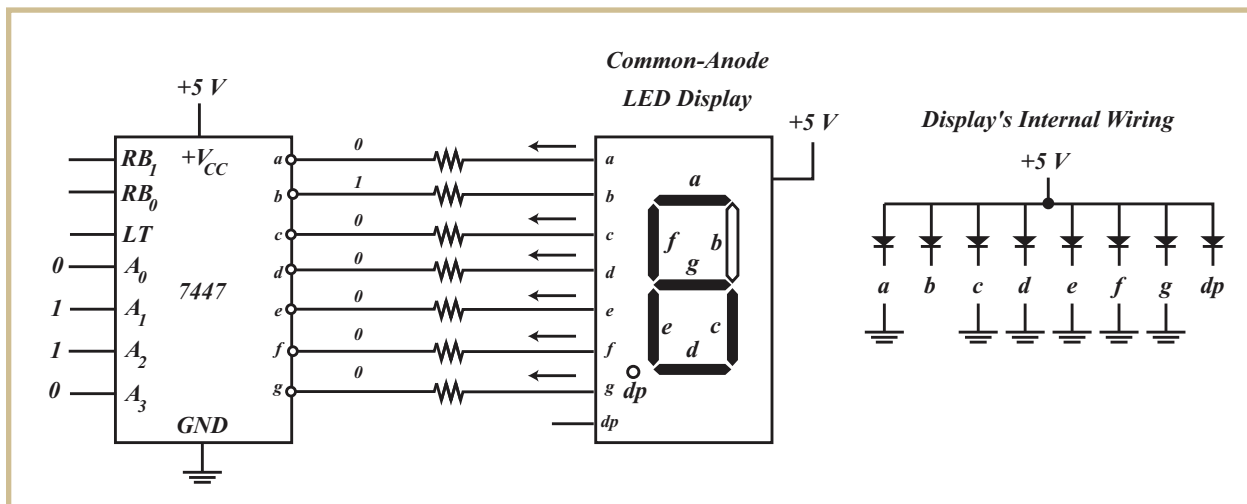 Common-Anode
LED Display
+5 V
+5 V
Display's Internal Wiring
+5 V
RB1
+VCC
a
0
a
RB0
b
1
b
LT
c
0
c
0
A0
d
0
d
7447
1
A1
e
0
e
1
A2
f
0
f
0
A3
g
0
g
GND
dp
a
f
b
g
e
c
d
dp
a b c d e f g dp